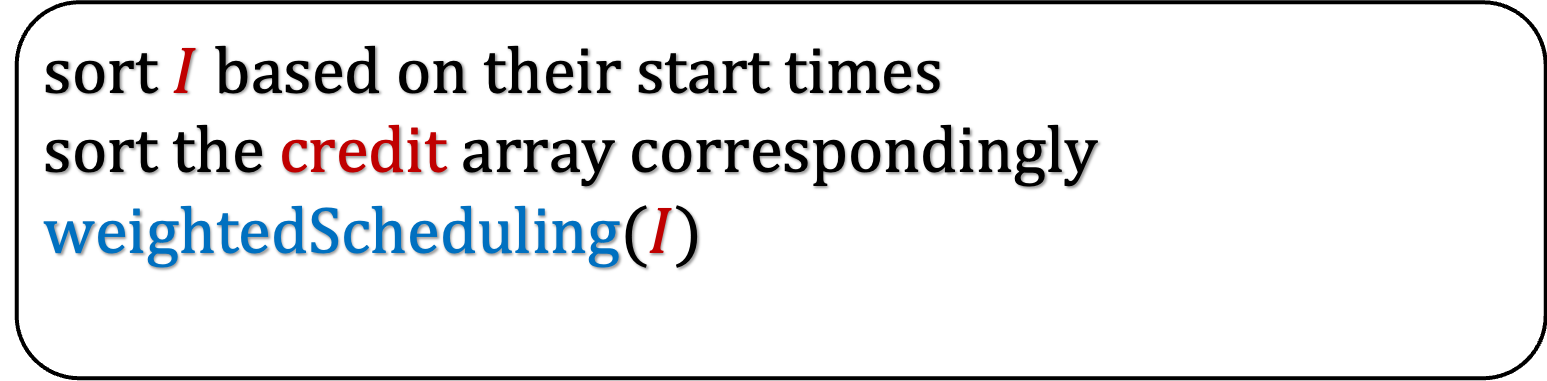 sort I based on their start times
sort the credit array correspondingly
weightedScheduling(I)